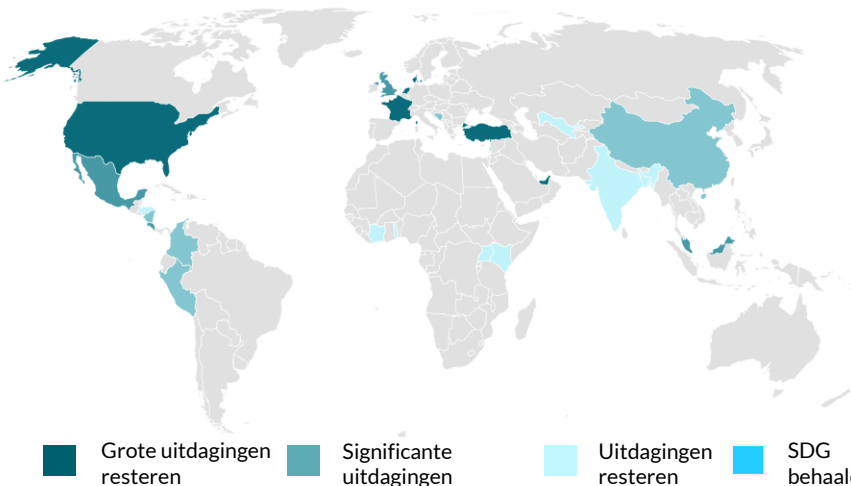 Grote uitdagingen
resteren
Significante
uitdagingen
Uitdagingen
resteren
SDG